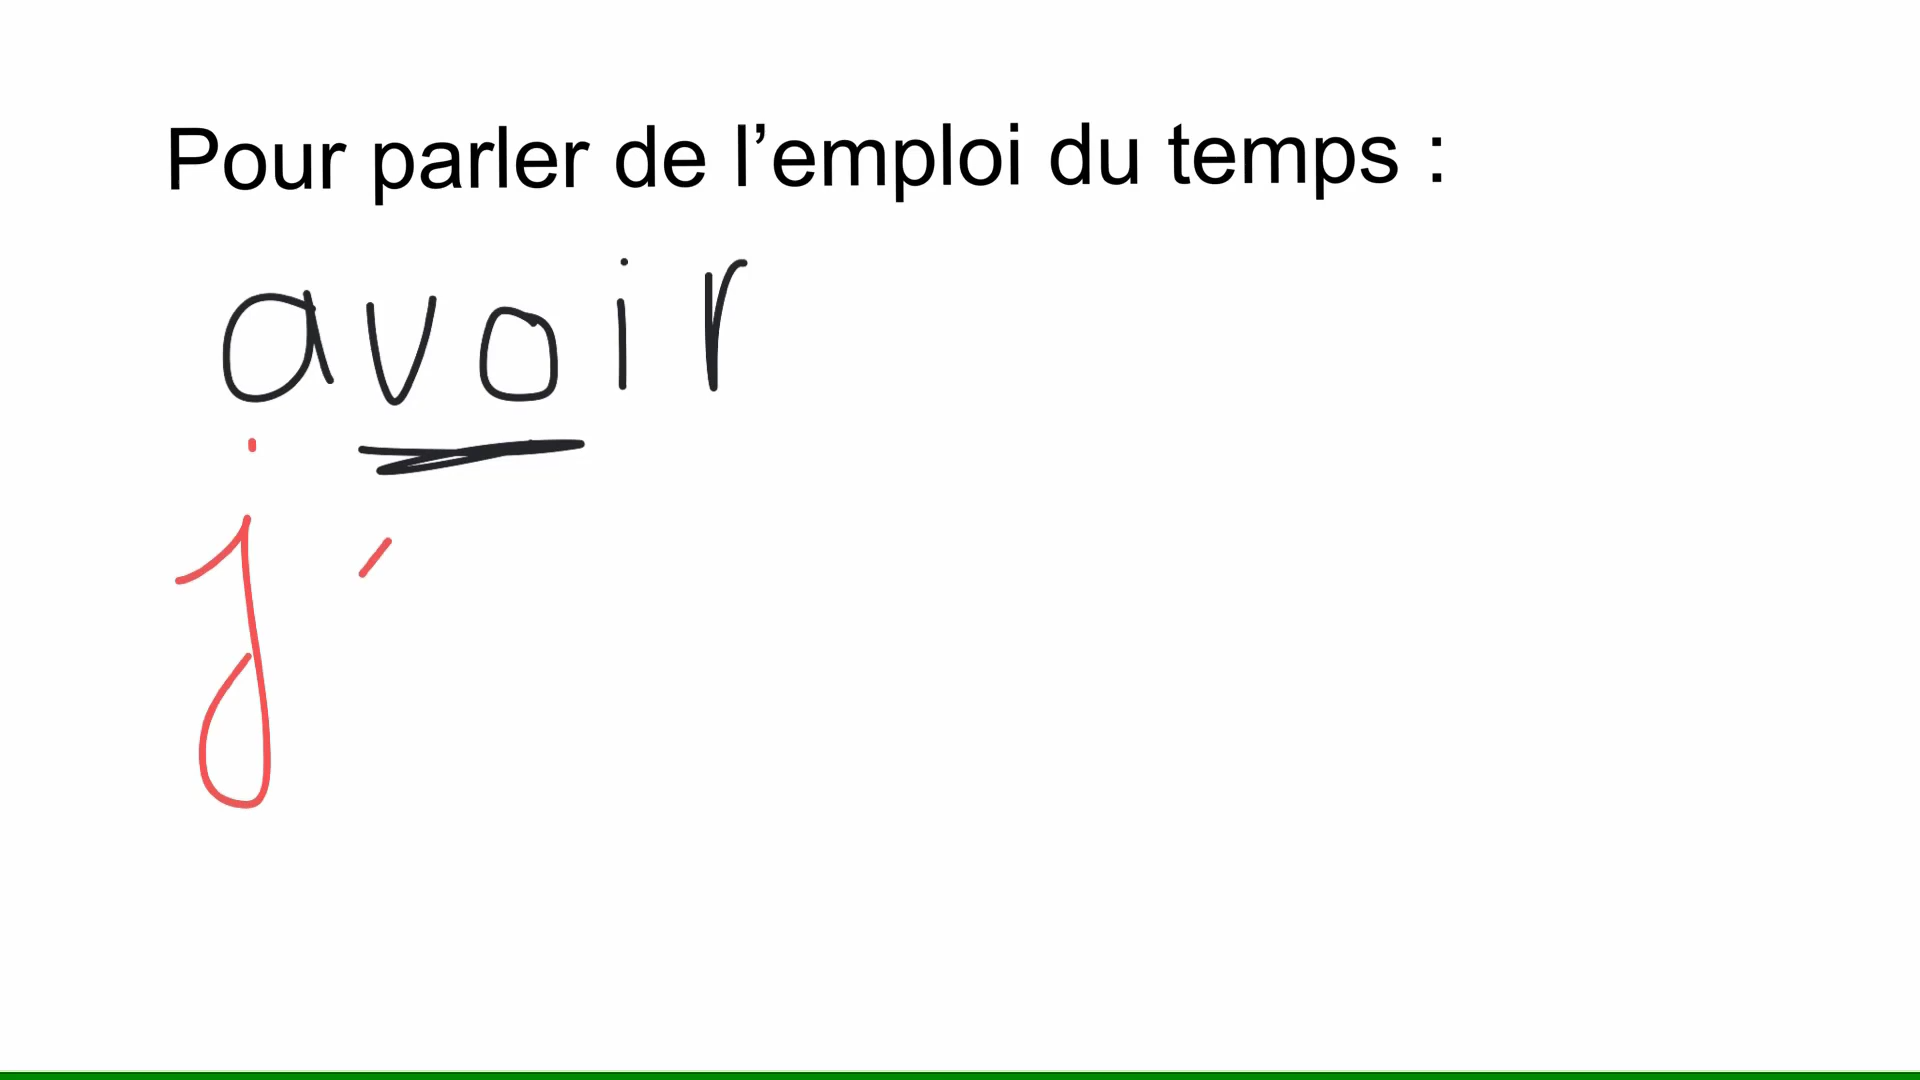 Pour parler de l’emploi du temps :
avoir
j'